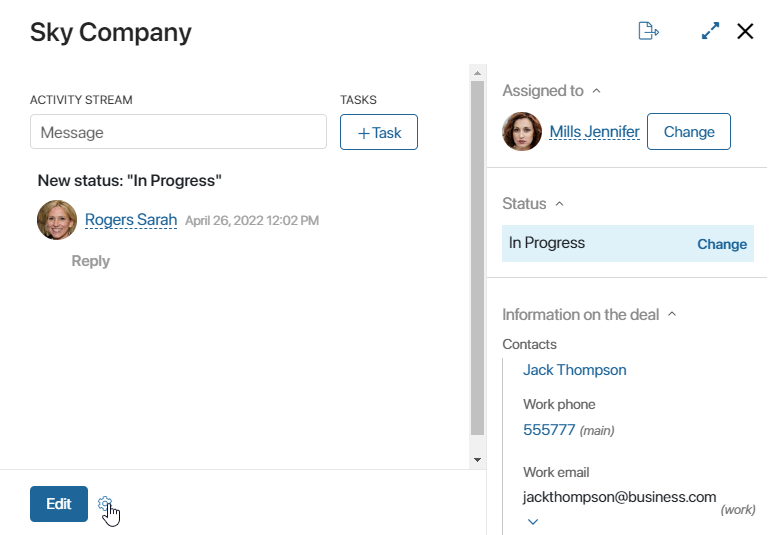 Sky Company
ACTIVITY STREAM
TASKS
Message
+Task
New status: "In Progress"
Rogers Sarah April 26, 2022 12:02 PM
Reply
Edit
Assigned to
Mills Jennifer
Change
Status
In Progress
Change
Information on the deal
Contacts
Jack Thompson
Work phone
555777 (main)
Work email
jackthompson@business.com
(work)